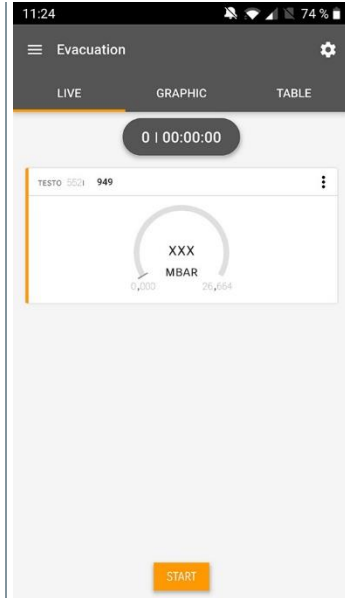 11:24 74 %
Evacuation
LIVE GRAPHIC TABLE
0 | 00:00:00
TESTO 552I 949
XXX
MBAR
0,000 26,664
START